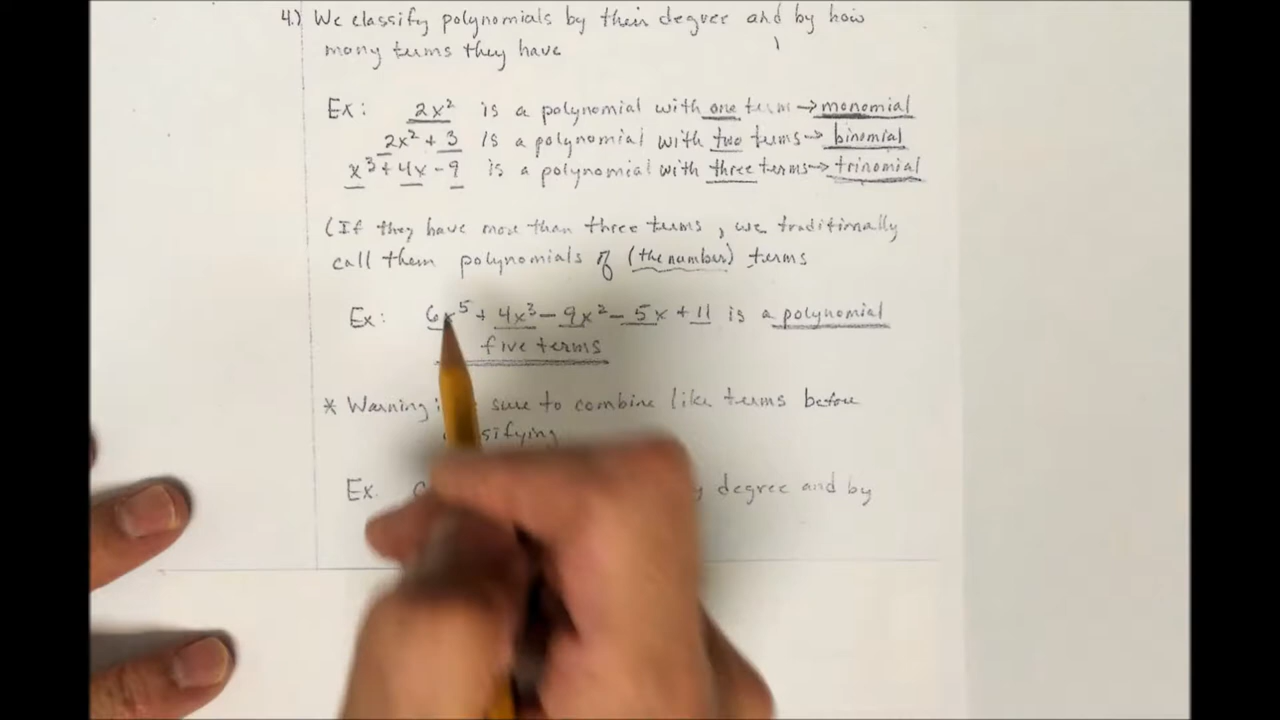 4.) We classify polynomials by their degree and by how
many terms they have
Ex: 2x² is a polynomial with one term → monomial
2x² + 3 is a polynomial with two terms → binomial
x³ + 4x - 9 is a polynomial with three terms → trinomial
(If they have more than three terms, we traditionally
call them polynomials of (the number) terms
Ex: 6x⁵ + 4x³ - 9x² - 5x + 11 is a polynomial
five terms
* Warning sure to combine like terms before
Ex. degree and by